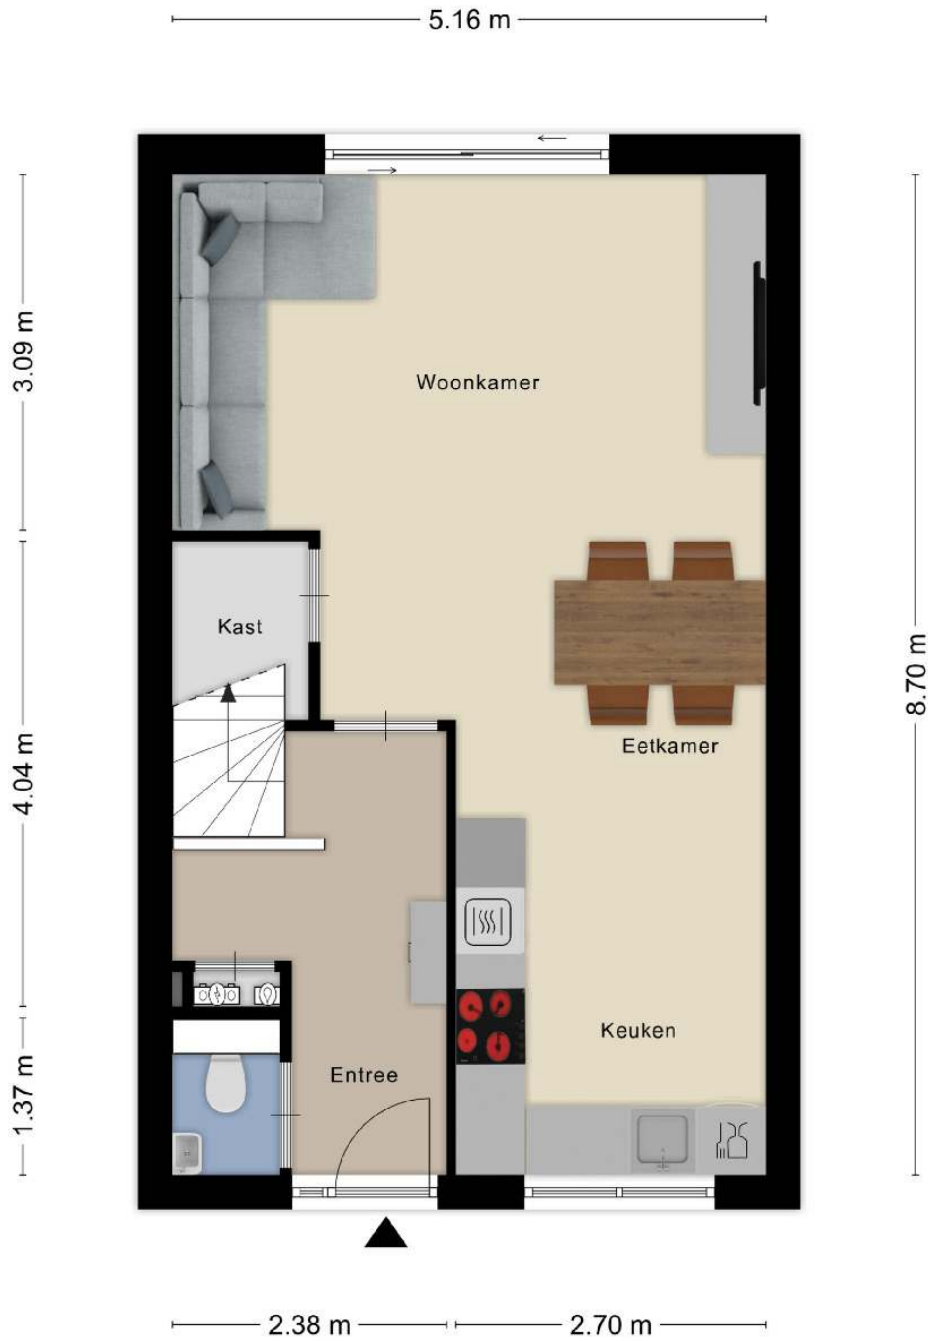 5.16 m
3.09 m
Woonkamer
Kast
8.70 m
Eetkamer
4.04 m
Keuken
Entree
1.37 m
2.38 m
2.70 m